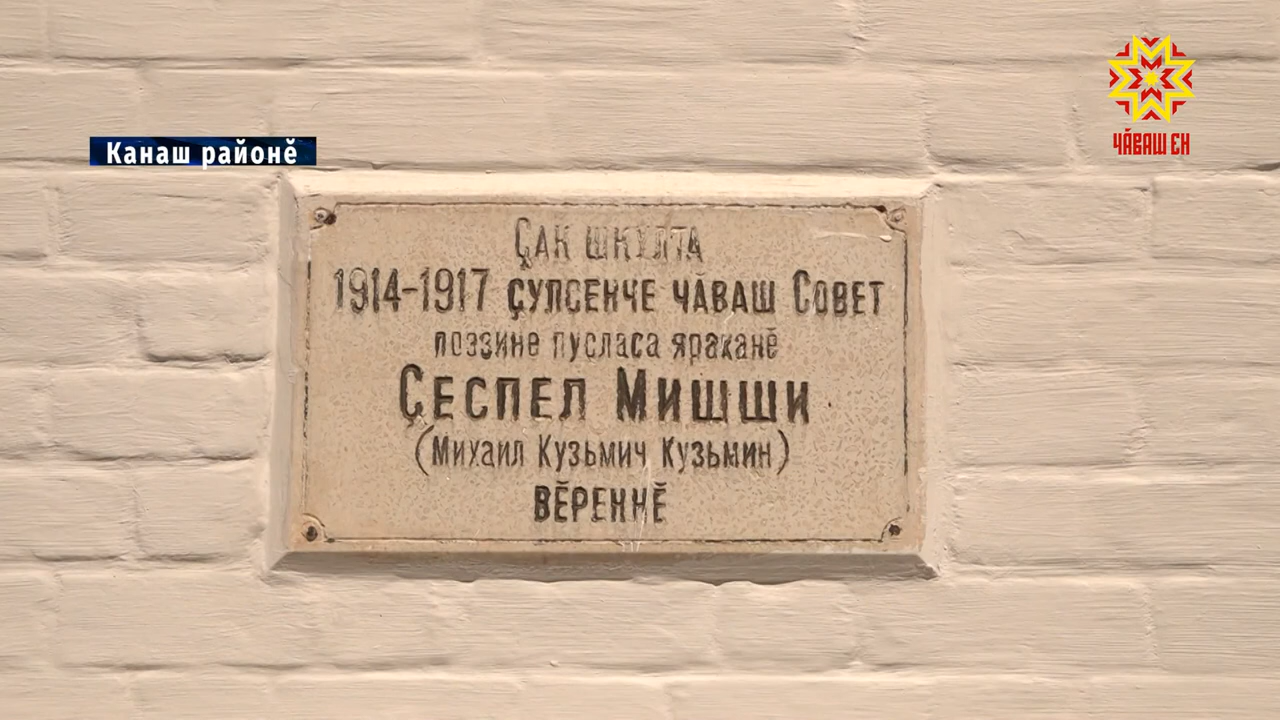 ЧӐВАШ ЕН
Канаш районӗ
Ҫак шкулта
1914-1917 ҫулсенче чӑваш Совет
поэзине пусласа яраканӗ
Ҫеспел Мишши
(Михаил Кузьмич Кузьмин)
вӗреннӗ